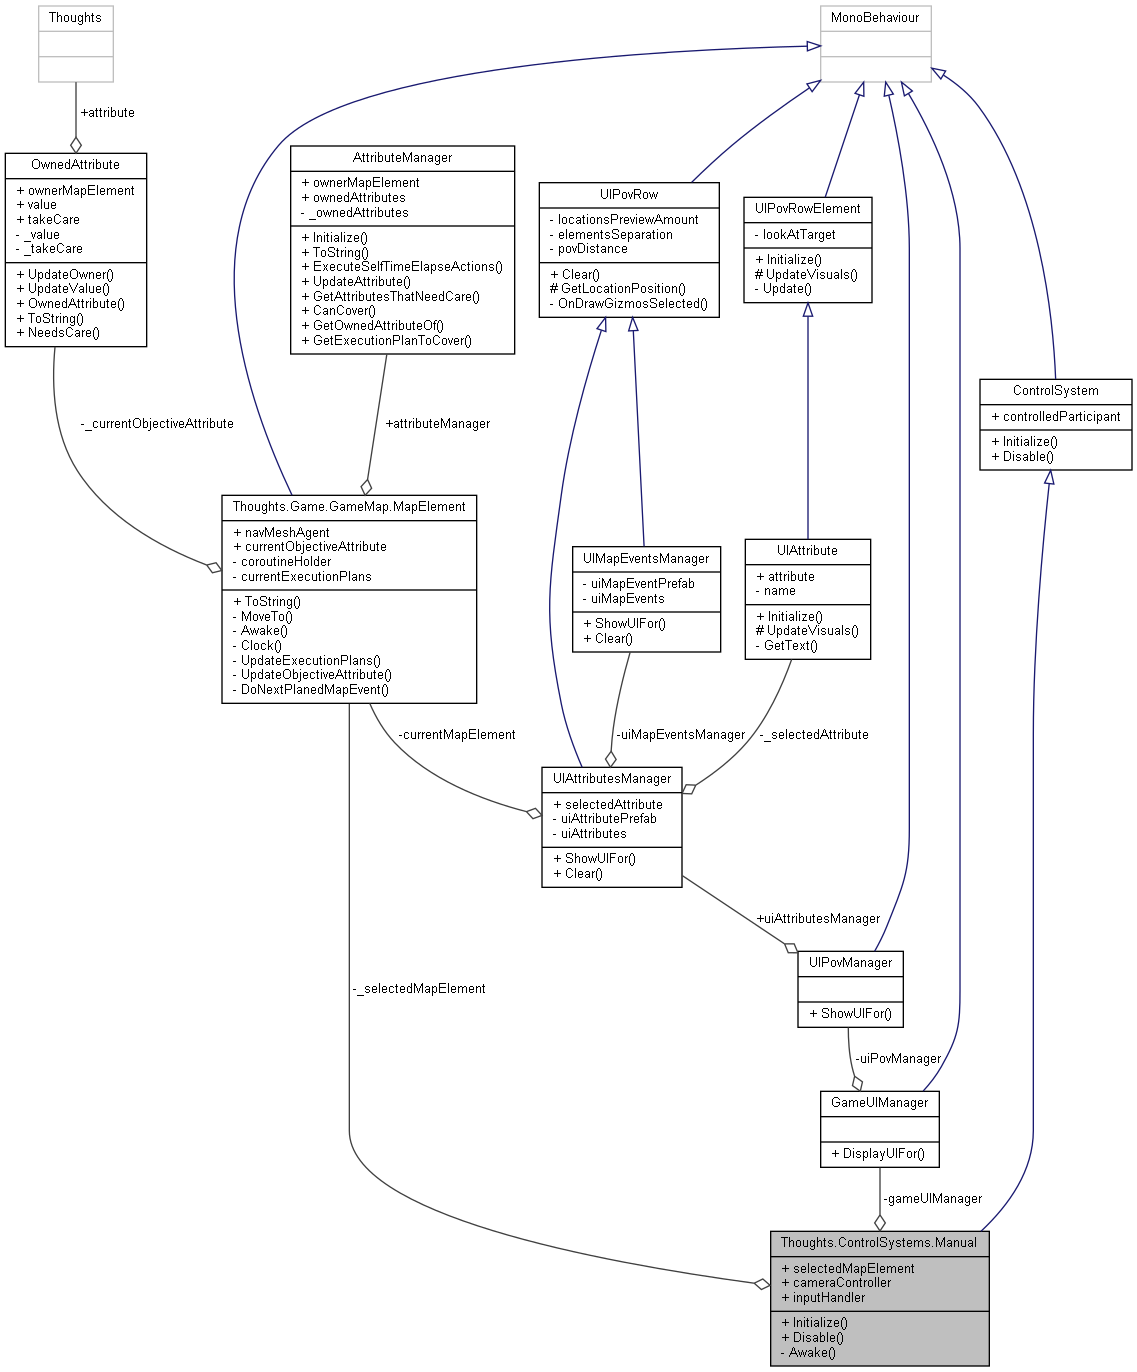 Thoughts
MonoBehaviour
+attribute
OwnedAttribute
+ ownerMapElement
+ value
+ takeCare
- _value
- _takeCare
+ UpdateOwner()
+ UpdateValue()
+ OwnedAttribute()
+ ToString()
+ NeedsCare()
AttributeManager
+ ownerMapElement
+ ownedAttributes
- _ownedAttributes
+ Initialize()
+ ToString()
+ ExecuteSelfTimeElapseActions()
+ UpdateAttribute()
+ GetAttributesThatNeedCare()
+ CanCover()
+ GetOwnedAttributeOf()
+ GetExecutionPlanToCover()
UIPovRow
- locationsPreviewAmount
- elementsSeparation
- povDistance
+ Clear()
# GetLocationPosition()
- OnDrawGizmosSelected()
UIPovRowElement
- lookAtTarget
+ Initialize()
# UpdateVisuals()
- Update()
ControlSystem
+ controlledParticipant
+ Initialize()
+ Disable()
-_currentObjectiveAttribute
+attributeManager
Thoughts.Game.GameMap.MapElement
+ navMeshAgent
+ currentObjectiveAttribute
- coroutineHolder
- currentExecutionPlans
+ ToString()
- MoveTo()
- Awake()
- Clock()
- UpdateExecutionPlans()
- UpdateObjectiveAttribute()
- DoNextPlanedMapEvent()
UIMapEventsManager
- uiMapEventPrefab
- uiMapEvents
+ ShowUIFor()
+ Clear()
UIAttribute
+ attribute
- name
+ Initialize()
# UpdateVisuals()
- GetText()
-currentMapElement
-uiMapEventsManager
-_selectedAttribute
UIAttributesManager
+ selectedAttribute
- uiAttributePrefab
- uiAttributes
+ ShowUIFor()
+ Clear()
+uiAttributesManager
UIPovManager
+ ShowUIFor()
-_selectedMapElement
-uiPovManager
GameUIManager
+ DisplayUIFor()
-gameUIManager
Thoughts.ControlSystems.Manual
+ selectedMapElement
+ cameraController
+ inputHandler
+ Initialize()
+ Disable()
- Awake()